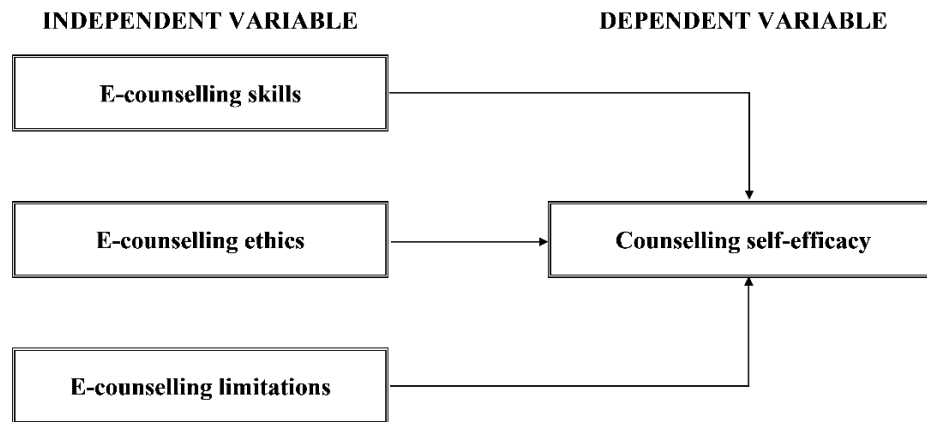 INDEPENDENT VARIABLE
DEPENDENT VARIABLE
E-counselling skills
E-counselling ethics
Counselling self-efficacy
E-counselling limitations